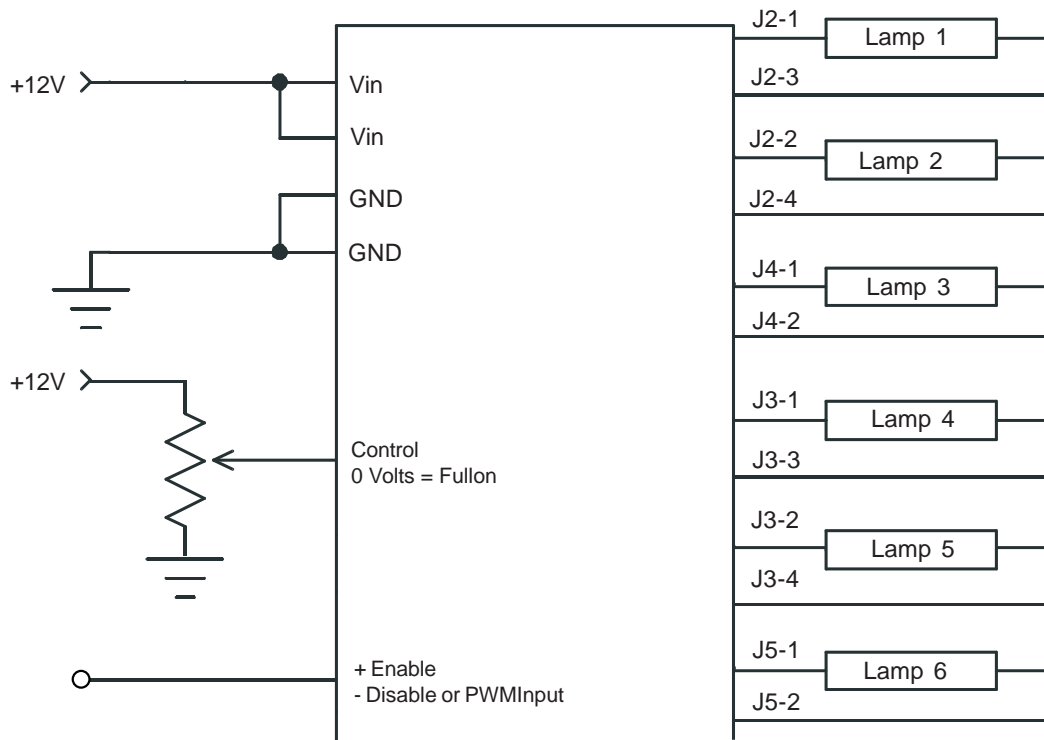 +12V
Vin
Vin
GND
GND
+12V
Control
0 Volts = Fullon
+ Enable
- Disable or PWMInput
J2-1
Lamp 1
J2-3
J2-2
Lamp 2
J2-4
J4-1
Lamp 3
J4-2
J3-1
Lamp 4
J3-3
J3-2
Lamp 5
J3-4
J5-1
Lamp 6
J5-2